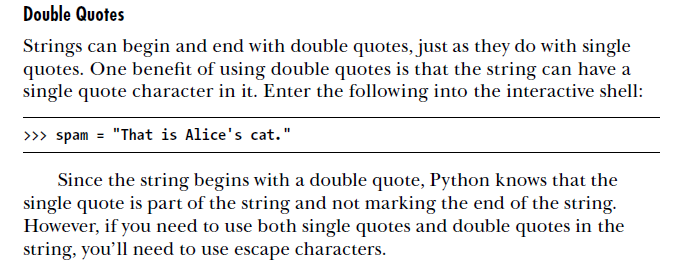 Double Quotes
Strings can begin and end with double quotes, just as they do with single
quotes. One benefit of using double quotes is that the string can have a
single quote character in it. Enter the following into the interactive shell:
>>> spam = "That is Alice's cat."
Since the string begins with a double quote, Python knows that the
single quote is part of the string and not marking the end of the string.
However, if you need to use both single quotes and double quotes in the
string, you’ll need to use escape characters.